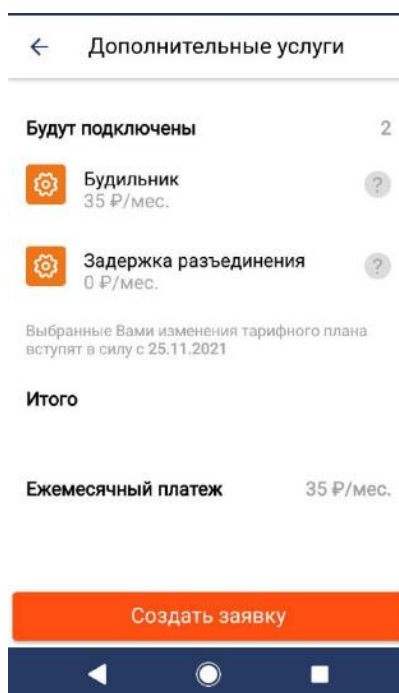 Дополнительные услуги
Будут подключены 2
Будильник
35 ₽/мес.
?
Задержка разъединения
0 ₽/мес.
?
Выбранные Вами изменения тарифного плана
вступят в силу с 25.11.2021
Итого
Ежемесячный платеж 35 ₽/мес.
Создать заявку